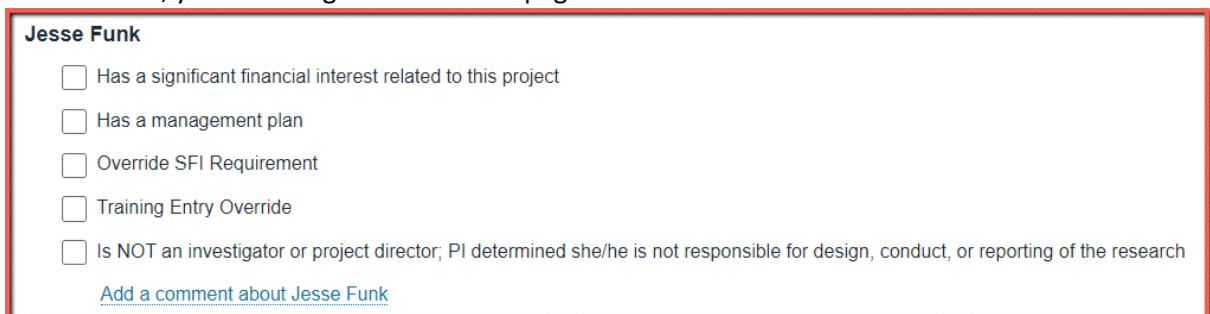 Jesse Funk
Has a significant financial interest related to this project
Has a management plan
Override SFI Requirement
Training Entry Override
Is NOT an investigator or project director; PI determined she/he is not responsible for design, conduct, or reporting of the research
Add a comment about Jesse Funk